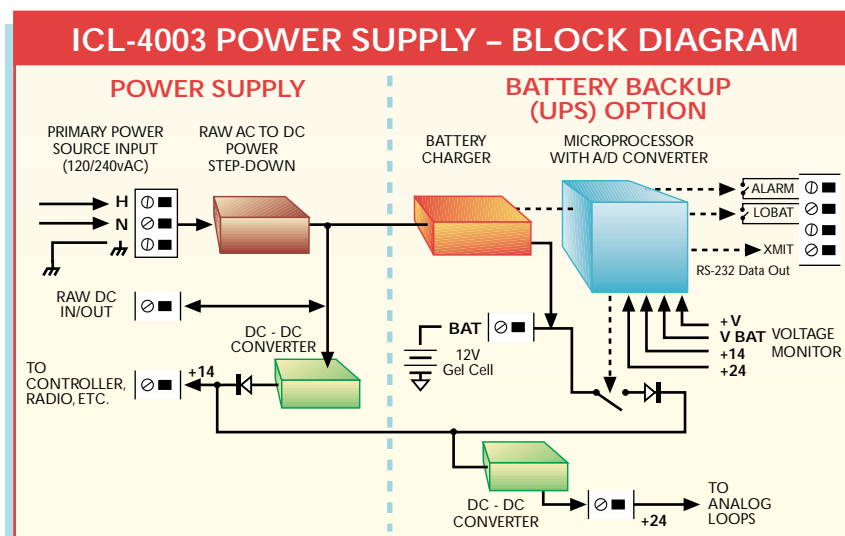 ICL-4003 POWER SUPPLY – BLOCK DIAGRAM
POWER SUPPLY
BATTERY BACKUP
(UPS) OPTION
PRIMARY POWER
SOURCE INPUT
(120/240vAC)
RAW AC TO DC
POWER
STEP-DOWN
BATTERY
CHARGER
MICROPROCESSOR
WITH A/D CONVERTER
H
N
ALARM
LOBAT
XMIT
RS-232 Data Out
RAW DC
IN/OUT
DC - DC
CONVERTER
BAT
12V
Gel Cell
+V
V BAT
+14
+24
VOLTAGE
MONITOR
TO
CONTROLLER,
RADIO, ETC.
+14
DC - DC
CONVERTER
+24
TO
ANALOG
LOOPS